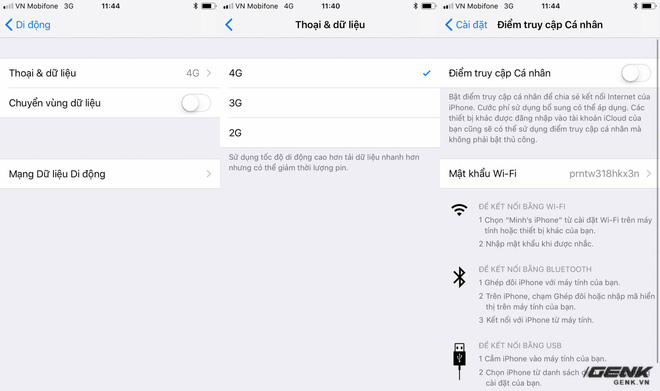 VN Mobifone 3G 11:44
Di động
Thoại & dữ liệu 4G
Chuyển vùng dữ liệu
Mạng Dữ liệu Di động
VN Mobifone 4G 11:40
Thoại & dữ liệu
4G
3G
2G
Sử dụng tốc độ di động cao hơn tải dữ liệu nhanh hơn
nhưng có thể giảm thời lượng pin.
VN Mobifone 3G 11:44
Cài đặt Điểm truy cập Cá nhân
Điểm truy cập Cá nhân
Bật điểm truy cập cá nhân để chia sẻ kết nối Internet của
iPhone. Cước phí sử dụng bổ sung có thể áp dụng. Các
thiết bị khác được đăng nhập vào tài khoản iCloud của
bạn cũng sẽ có thể sử dụng điểm truy cập cá nhân mà
không phải bật thủ công.
Mật khẩu Wi-Fi prntw318hkx3n
ĐỂ KẾT NỐI BẰNG WI-FI
1 Chọn "Minh's iPhone" từ cài đặt Wi-Fi trên máy
tính hoặc thiết bị khác của bạn.
2 Nhập mật khẩu khi được nhắc.
ĐỂ KẾT NỐI BẰNG BLUETOOTH
1 Ghép đôi iPhone với máy tính của bạn.
2 Trên iPhone, chạm Ghép đôi hoặc nhập mã hiển
thị trên máy tính của bạn.
3 Kết nối với iPhone từ máy tính.
ĐỂ KẾT NỐI BẰNG USB
1 Cắm iPhone vào máy tính của bạn.
2 Chọn iPhone từ danh sách
cài đặt của bạn.
GENK
GENK.VN